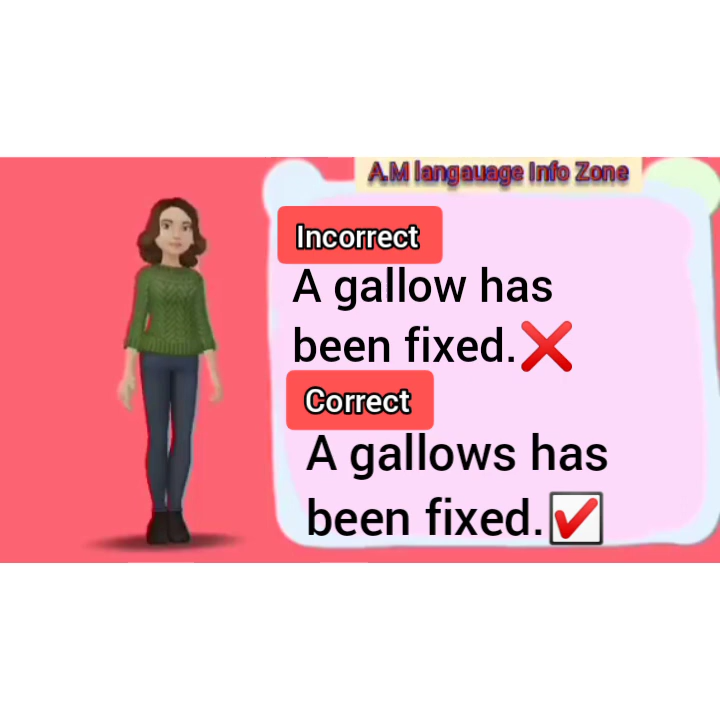 A.M langauage Info Zone
Incorrect
A gallow has
been fixed.❌
Correct
A gallows has
been fixed.☑